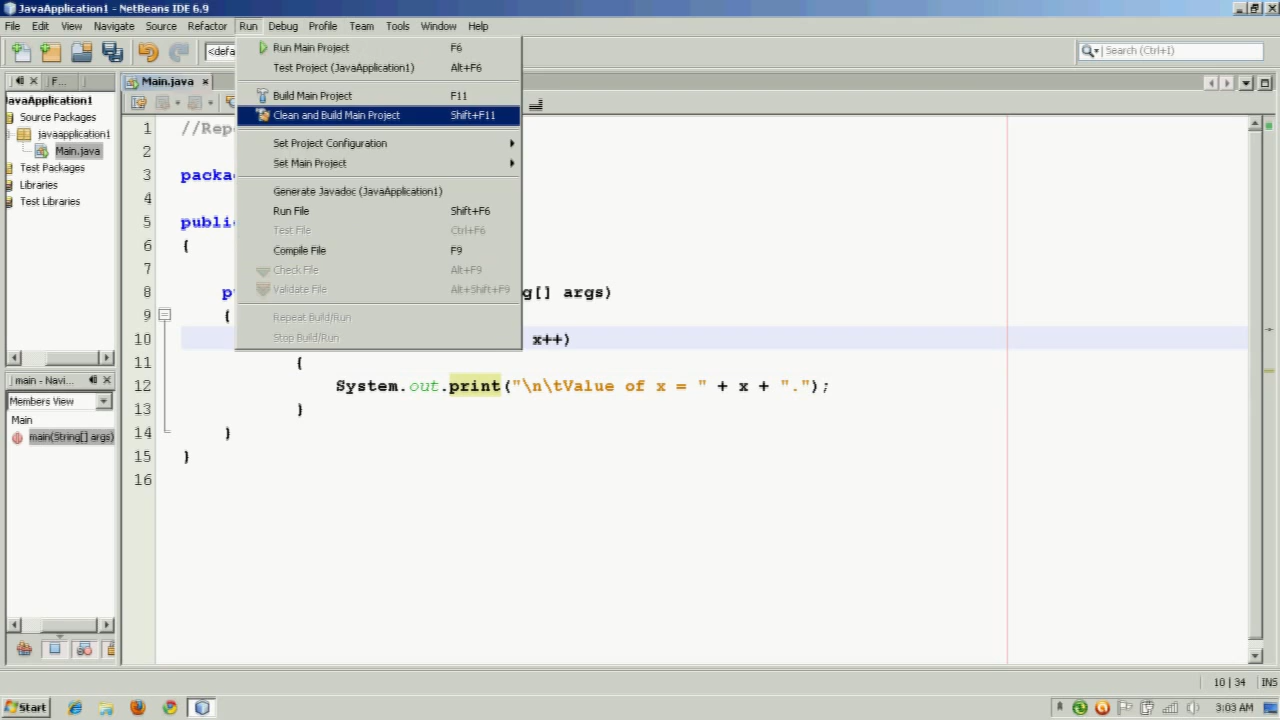 JavaApplication1 - NetBeans IDE 6.9
File Edit View Navigate Source Refactor Run Debug Profile Team Tools Window Help
<defa
Search (Ctrl+I)
Run Main Project F6
Test Project (JavaApplication1) Alt+F6
Build Main Project F11
Clean and Build Main Project Shift+F11
Set Project Configuration
Set Main Project
Generate Javadoc (JavaApplication1)
Run File Shift+F6
Test File Ctrl+F6
Compile File F9
Check File Alt+F9
Validate File Alt+Shift+F9
Repeat Build/Run
Stop Build/Run
F...
Main.java
JavaApplication1
Source Packages
javaapplication1
Main.java
Test Packages
Libraries
Test Libraries
main - Navi...
Members View
Main
main(String[] args)
1 //Rep
2
3 packa
4
5 publi
6 {
7
8 p g[] args)
9 {
10 x++)
11 {
12 System.out.print("\n\tValue of x = " + x + ".");
13 }
14 }
15 }
16
10 | 34 INS
Start
3:03 AM